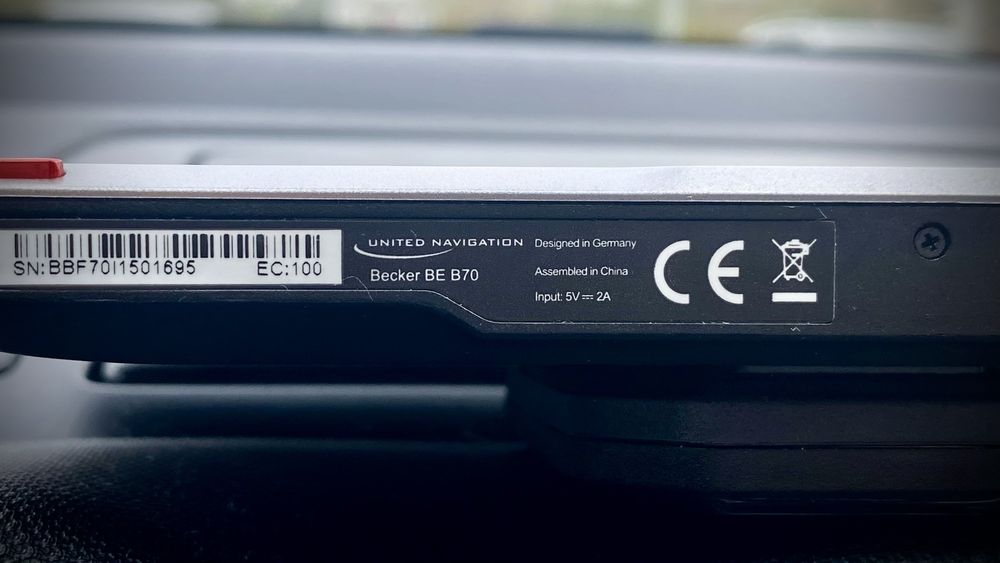 SN:BBF70I1501695 EC:100
UNITED NAVIGATION
Becker BE B70
Designed in Germany
Assembled in China
Input: 5V⎓2A
CE